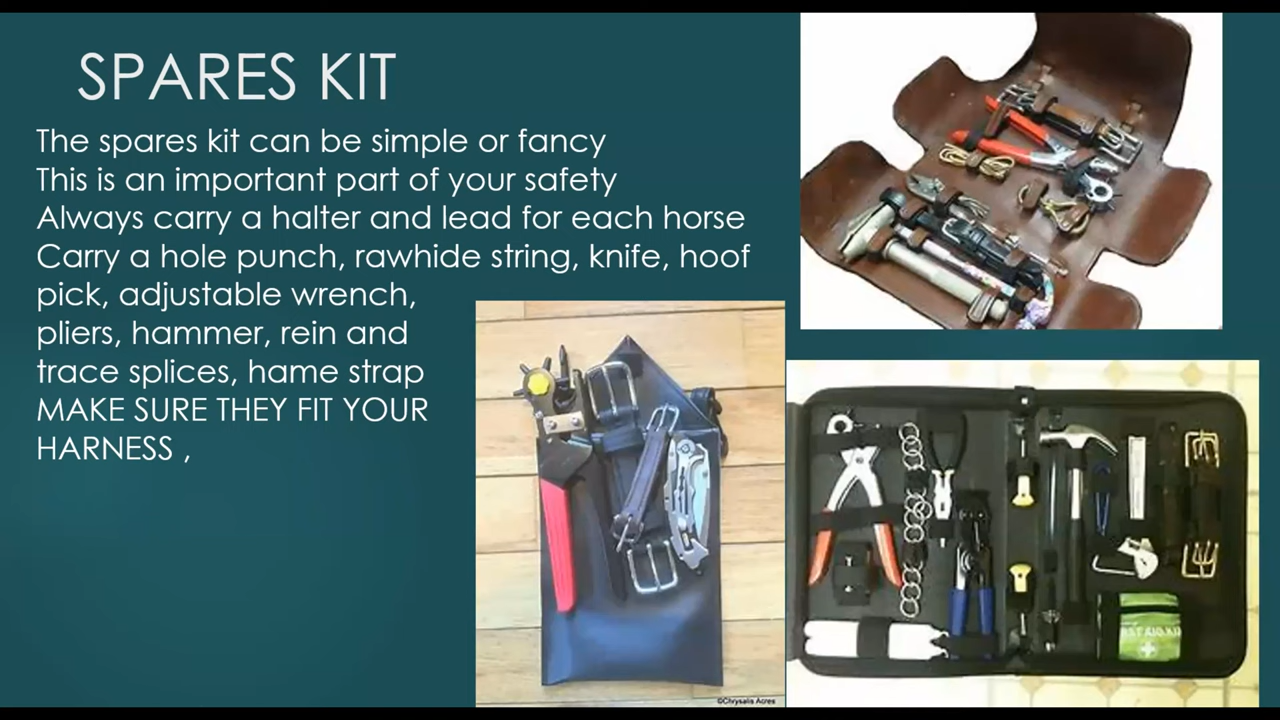 SPARES KIT
The spares kit can be simple or fancy
This is an important part of your safety
Always carry a halter and lead for each horse
Carry a hole punch, rawhide string, knife, hoof
pick, adjustable wrench,
pliers, hammer, rein and
trace splices, hame strap
MAKE SURE THEY FIT YOUR
HARNESS ,
©Chrysalis Acres